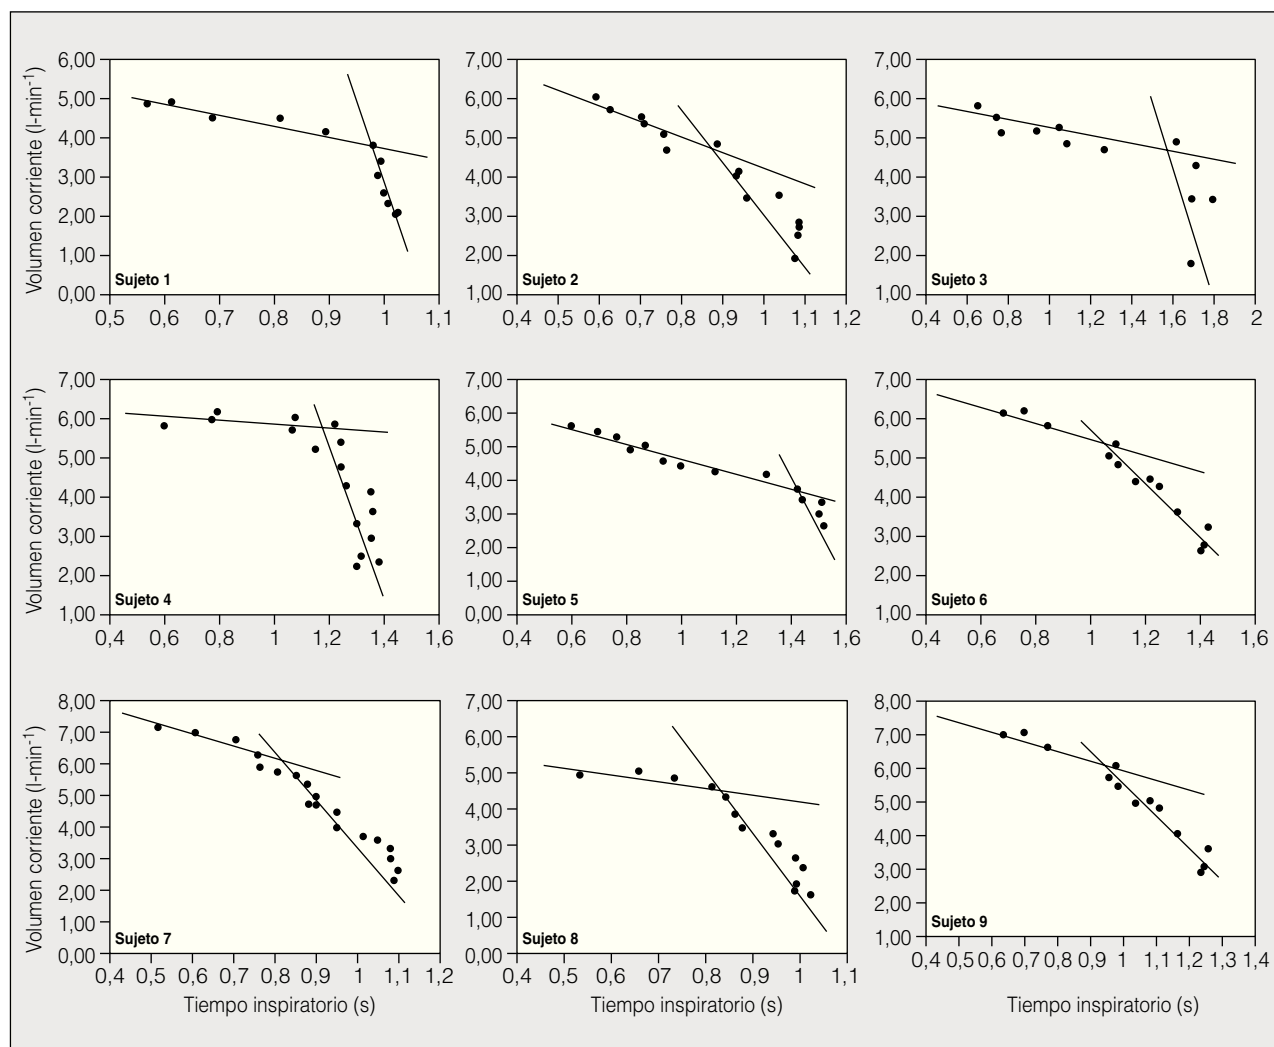 Volumen corriente (l-min-1)
6,00
5,00
4,00
3,00
2,00
1,00
0,00
Sujeto 1
0,5 0,6 0,7 0,8 0,9 1 1,1
7,00
6,00
5,00
4,00
3,00
2,00
1,00
Sujeto 2
0,4 0,5 0,6 0,7 0,8 0,9 1 1,1 1,2
7,00
6,00
5,00
4,00
3,00
2,00
1,00
Sujeto 3
0,4 0,6 0,8 1 1,2 1,4 1,6 1,8 2
Volumen corriente (l-min-1)
7,00
6,00
5,00
4,00
3,00
2,00
1,00
Sujeto 4
0,4 0,6 0,8 1 1,2 1,4 1,6
7,00
6,00
5,00
4,00
3,00
2,00
1,00
0,00
Sujeto 5
0,4 0,6 0,8 1 1,2 1,4 1,6
7,00
6,00
5,00
4,00
3,00
2,00
1,00
Sujeto 6
0,4 0,6 0,8 1 1,2 1,4 1,6
Volumen corriente (l-min-1)
8,00
7,00
6,00
5,00
4,00
3,00
2,00
1,00
0,00
Sujeto 7
0,4 0,5 0,6 0,7 0,8 0,9 1 1,1 1,2
Tiempo inspiratorio (s)
7,00
6,00
5,00
4,00
3,00
2,00
1,00
0,00
Sujeto 8
0,4 0,5 0,6 0,7 0,8 0,9 1 1,1
Tiempo inspiratorio (s)
8,00
7,00
6,00
5,00
4,00
3,00
2,00
1,00
Sujeto 9
0,4 0,5 0,6 0,7 0,8 0,9 1 1,1 1,2 1,3 1,4
Tiempo inspiratorio (s)